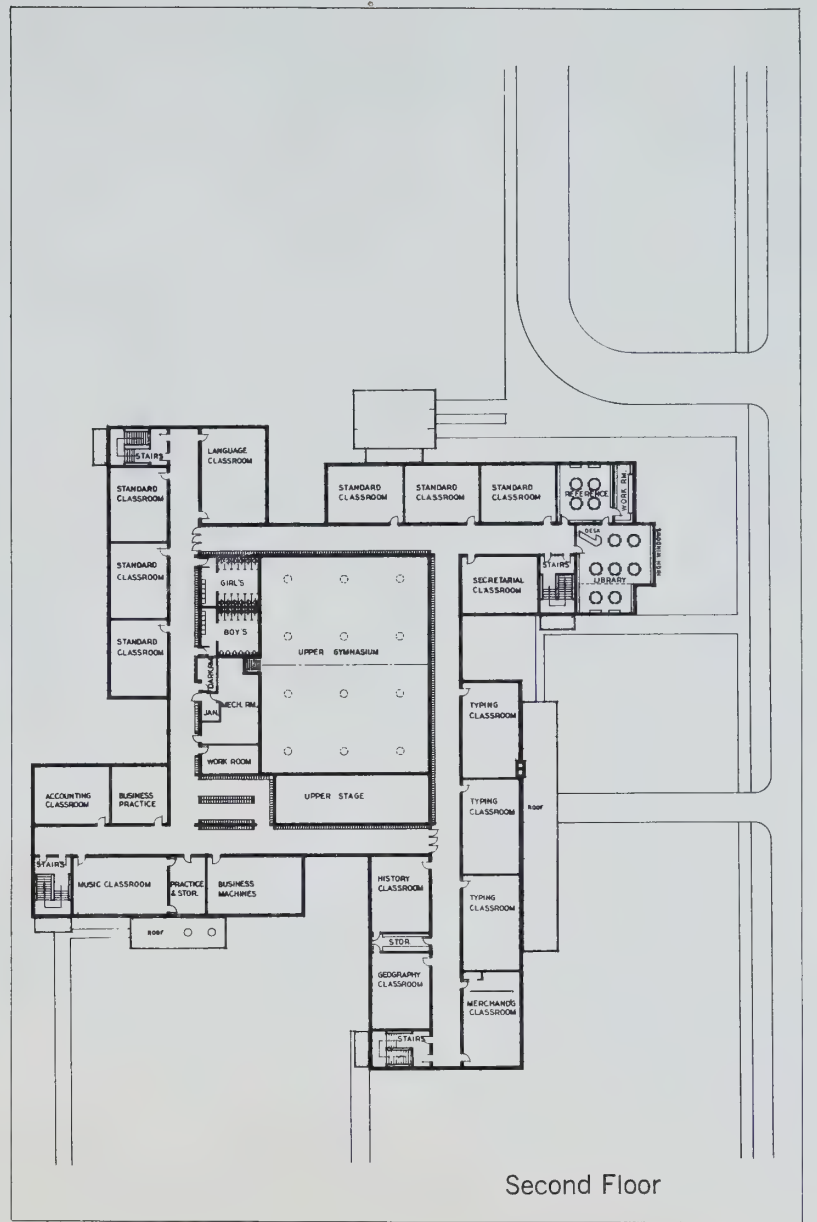 STAIRS
LANGUAGE
CLASSROOM
STANDARD
CLASSROOM
STANDARD
CLASSROOM
STANDARD
CLASSROOM
STANDARD
CLASSROOM
STANDARD
CLASSROOM
STANDARD
CLASSROOM
REFERENCE
WORK RM.
DESK
HIGH WINDOWS
LIBRARY
STAIRS
SECRETARIAL
CLASSROOM
GIRL'S
BOY'S
UPPER GYMNASIUM
DARK RM.
JAN.
MECH. RM.
WORK ROOM
UPPER STAGE
TYPING
CLASSROOM
TYPING
CLASSROOM
TYPING
CLASSROOM
ROOF
ACCOUNTING
CLASSROOM
BUSINESS
PRACTICE
STAIRS
MUSIC CLASSROOM
PRACTICE
& STOR.
BUSINESS
MACHINES
ROOF
HISTORY
CLASSROOM
STOR
GEOGRAPHY
CLASSROOM
MERCHAND'G
CLASSROOM
STAIRS
Second Floor